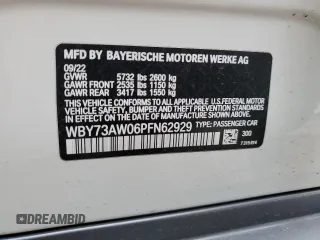 MFD BY BAYERISCHE MOTOREN WERKE AG
09/22
GVWR 5732 lbs 2600 kg
GAWR FRONT 2535 lbs 1150 kg
GAWR REAR 3417 lbs 1550 kg
THIS VEHICLE CONFORMS TO ALL APPLICABLE FEDERAL MOTOR
VEHICLE SAFETY, BUMPER, AND THEFT PREVENTION STANDARDS
IN EFFECT ON THE DATE OF MANUFACTURE SHOWN ABOVE.
WBY73AW06PFN62929 300
TYPE: PASSENGER CAR
© DREAMBID
DREAMBID.COM